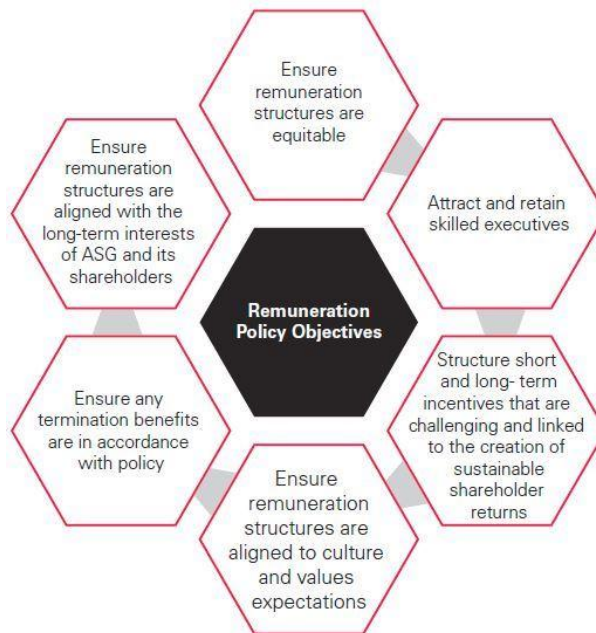 Ensure
remuneration
structures are
equitable
Attract and retain
skilled executives
Structure short
and long- term
incentives that are
challenging and linked
to the creation of
sustainable
shareholder
returns
Ensure
remuneration
structures are
aligned to culture
and values
expectations
Ensure any
termination benefits
are in accordance
with policy
Ensure
remuneration
structures are
aligned with the
long-term interests
of ASG and its
shareholders
Remuneration
Policy Objectives